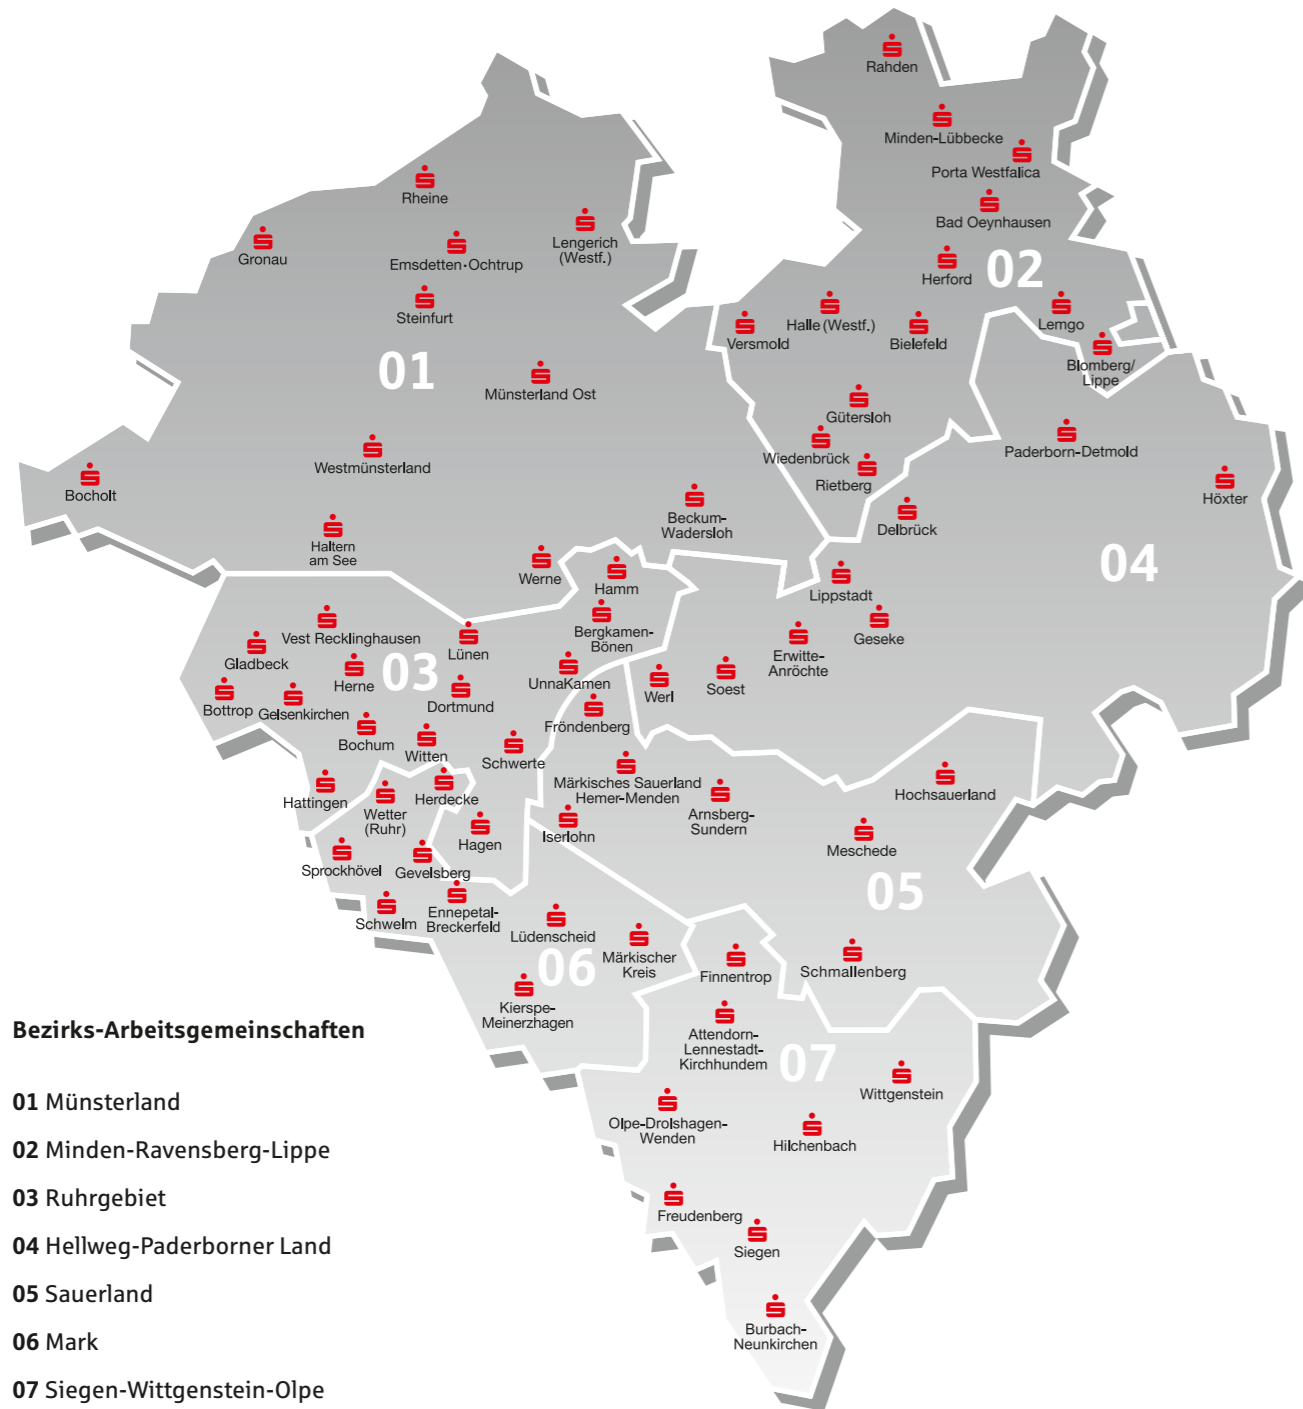 Rahden
Minden-Lübbecke
Porta Westfalica
Bad Oeynhausen
Rheine
Lengerich
(Westf.)
Gronau
Emsdetten·Ochtrup
Herford
02
Steinfurt
Versmold
Halle (Westf.)
Bielefeld
Lemgo
Blomberg/
Lippe
01
Münsterland Ost
Gütersloh
Westmünsterland
Wiedenbrück
Rietberg
Paderborn-Detmold
Bocholt
Höxter
Beckum-
Wadersloh
Delbrück
Haltern
am See
Werne
Hamm
Lippstadt
04
Vest Recklinghausen
Lünen
Bergkamen-
Bönen
Geseke
Gladbeck
Herne
03
UnnaKamen
Werl
Soest
Erwitte-
Anröchte
Bottrop
Gelsenkirchen
Dortmund
Fröndenberg
Bochum
Witten
Schwerte
Märkisches Sauerland
Hemer-Menden
Hochsauerland
Hattingen
Wetter
(Ruhr)
Herdecke
Arnsberg-
Sundern
Hagen
Iserlohn
Meschede
Sprockhövel
Gevelsberg
05
Schwelm
Ennepetal-
Breckerfeld
Lüdenscheid
06
Märkischer
Kreis
Finnentrop
Schmallenberg
Kierspe-
Meinerzhagen
Attendorn-
Lennestadt-
Kirchhundem
07
Wittgenstein
Olpe-Drolshagen-
Wenden
Hilchenbach
Freudenberg
Siegen
Burbach-
Neunkirchen
Bezirks-Arbeitsgemeinschaften
01 Münsterland
02 Minden-Ravensberg-Lippe
03 Ruhrgebiet
04 Hellweg-Paderborner Land
05 Sauerland
06 Mark
07 Siegen-Wittgenstein-Olpe